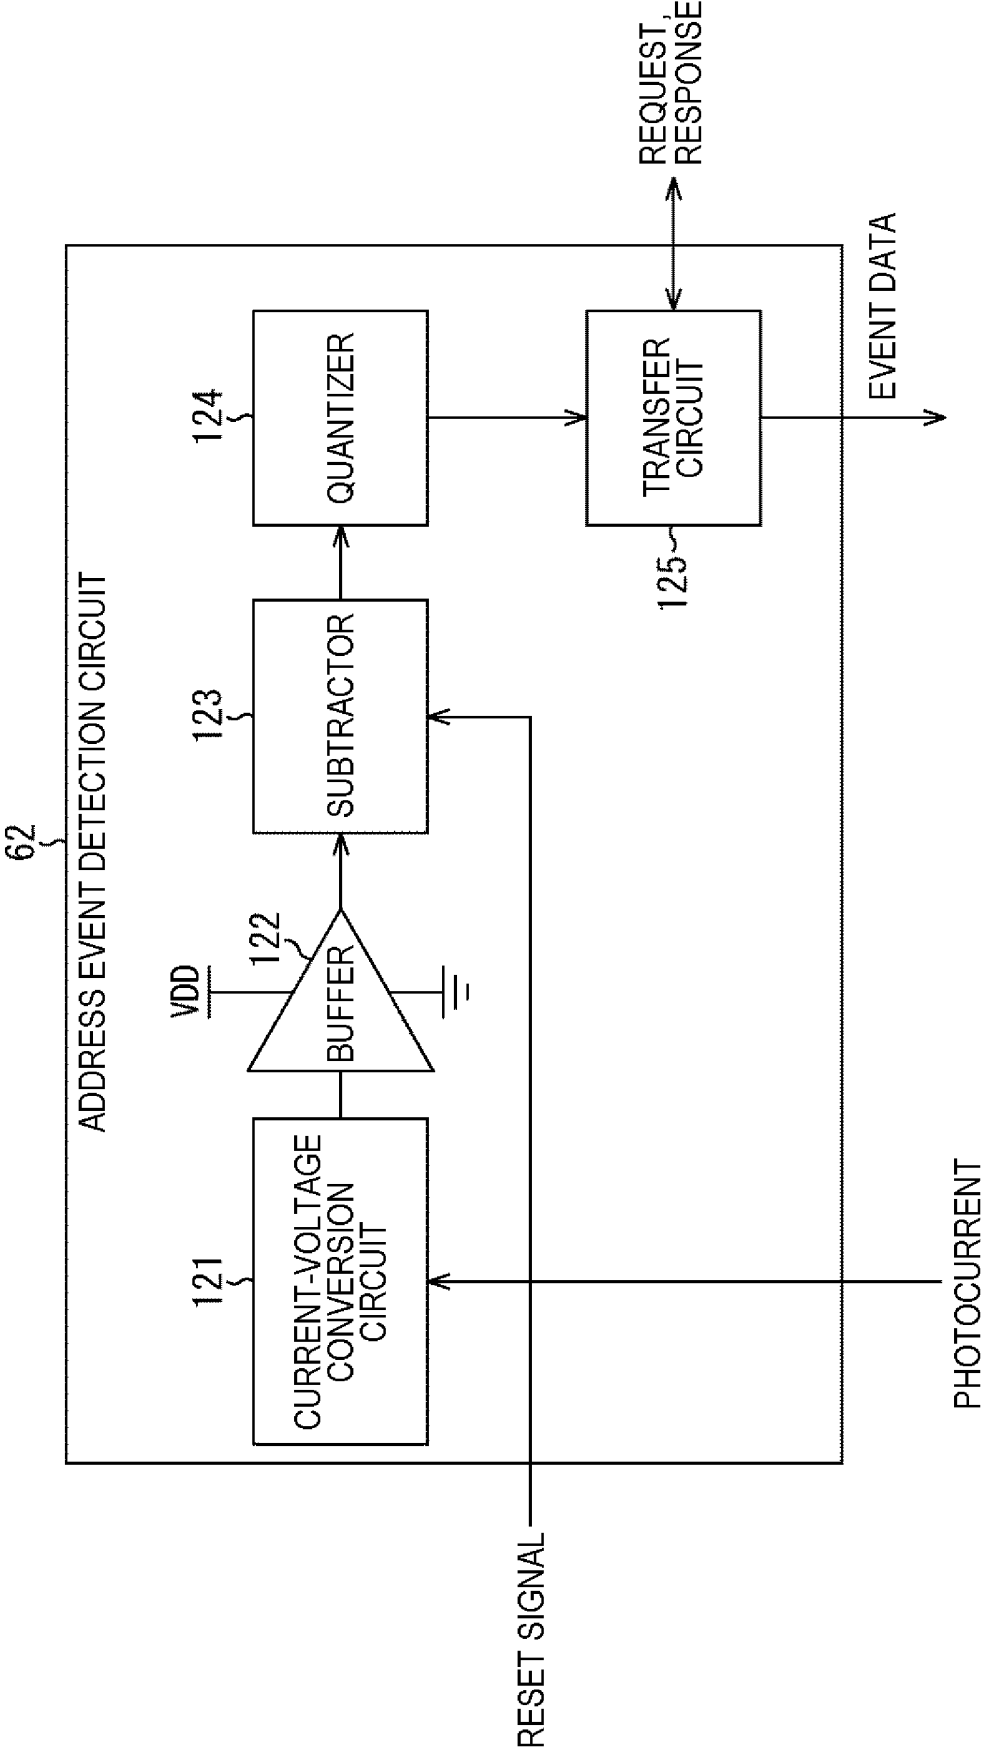 62
ADDRESS EVENT DETECTION CIRCUIT
121
CURRENT-VOLTAGE
CONVERSION
CIRCUIT
VDD
122
BUFFER
123
SUBTRACTOR
124
QUANTIZER
125
TRANSFER
CIRCUIT
REQUEST,
RESPONSE
RESET SIGNAL
PHOTOCURRENT
EVENT DATA